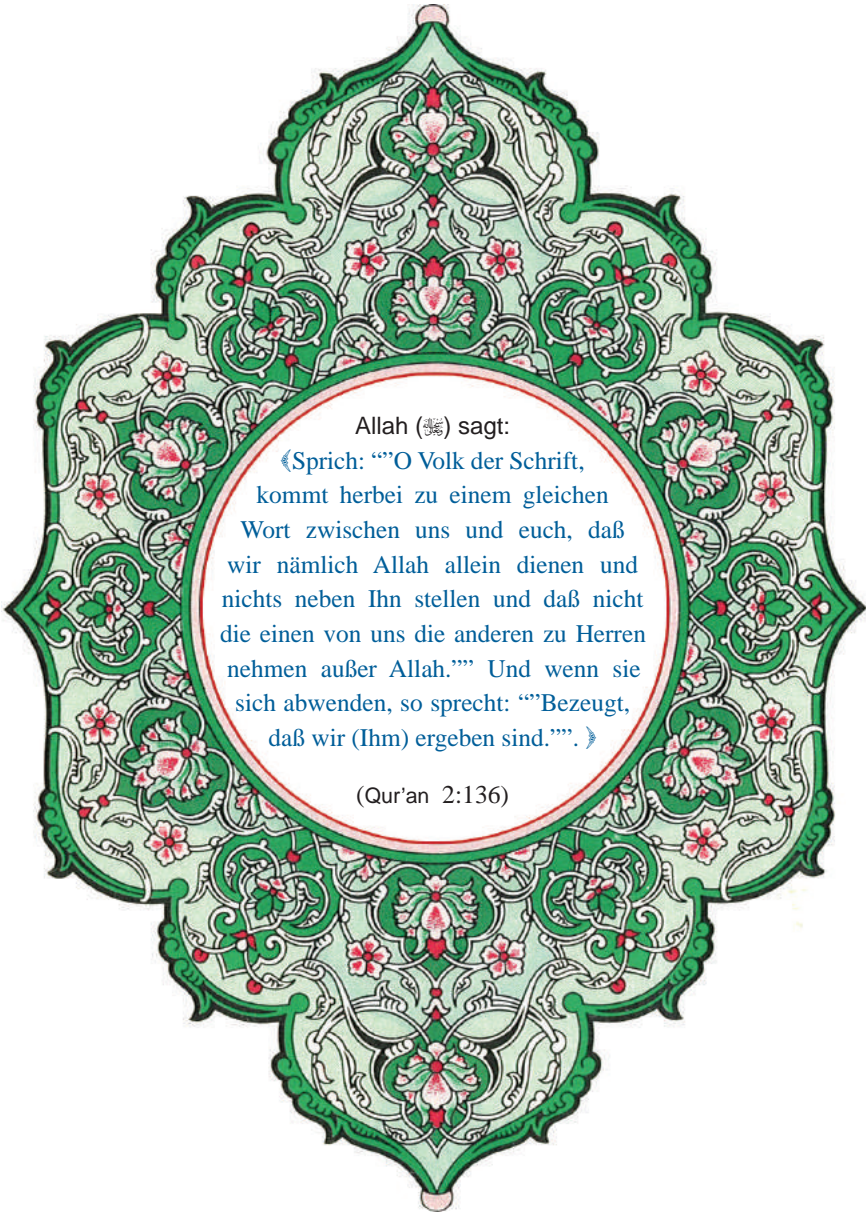 Allah (ﷻ) sagt:
﴾Sprich: “”O Volk der Schrift,
kommt herbei zu einem gleichen
Wort zwischen uns und euch, daß
wir nämlich Allah allein dienen und
nichts neben Ihn stellen und daß nicht
die einen von uns die anderen zu Herren
nehmen außer Allah.”” Und wenn sie
sich abwenden, so sprecht: “”Bezeugt,
daß wir (Ihm) ergeben sind.””. ﴿
(Qur'an 2:136)